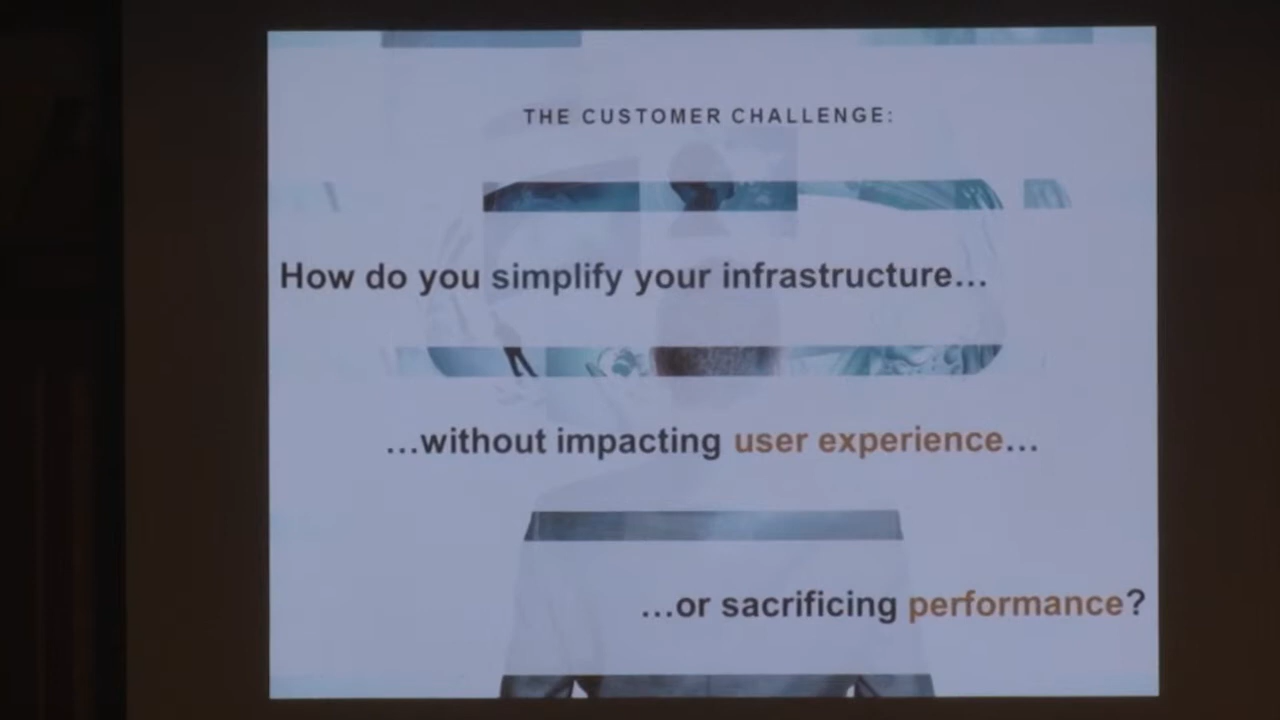 THE CUSTOMER CHALLENGE:
How do you simplify your infrastructure...
...without impacting user experience...
...or sacrificing performance?